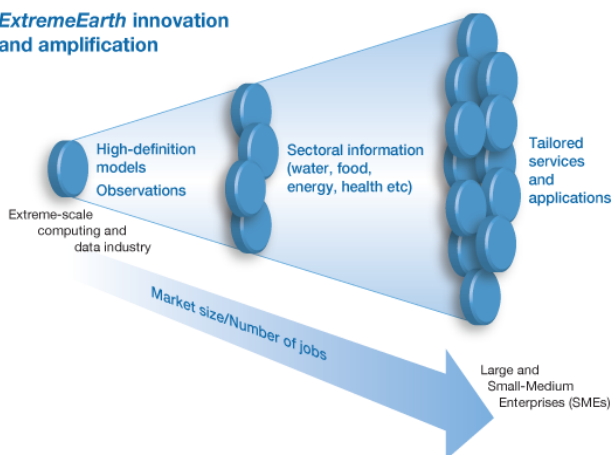 ExtremeEarth innovation
and amplification
High-definition
models
Observations
Extreme-scale
computing and
data industry
Sectoral information
(water, food,
energy, health etc)
Tailored
services
and
applications
Market size/Number of jobs
Large and
Small-Medium
Enterprises (SMEs)